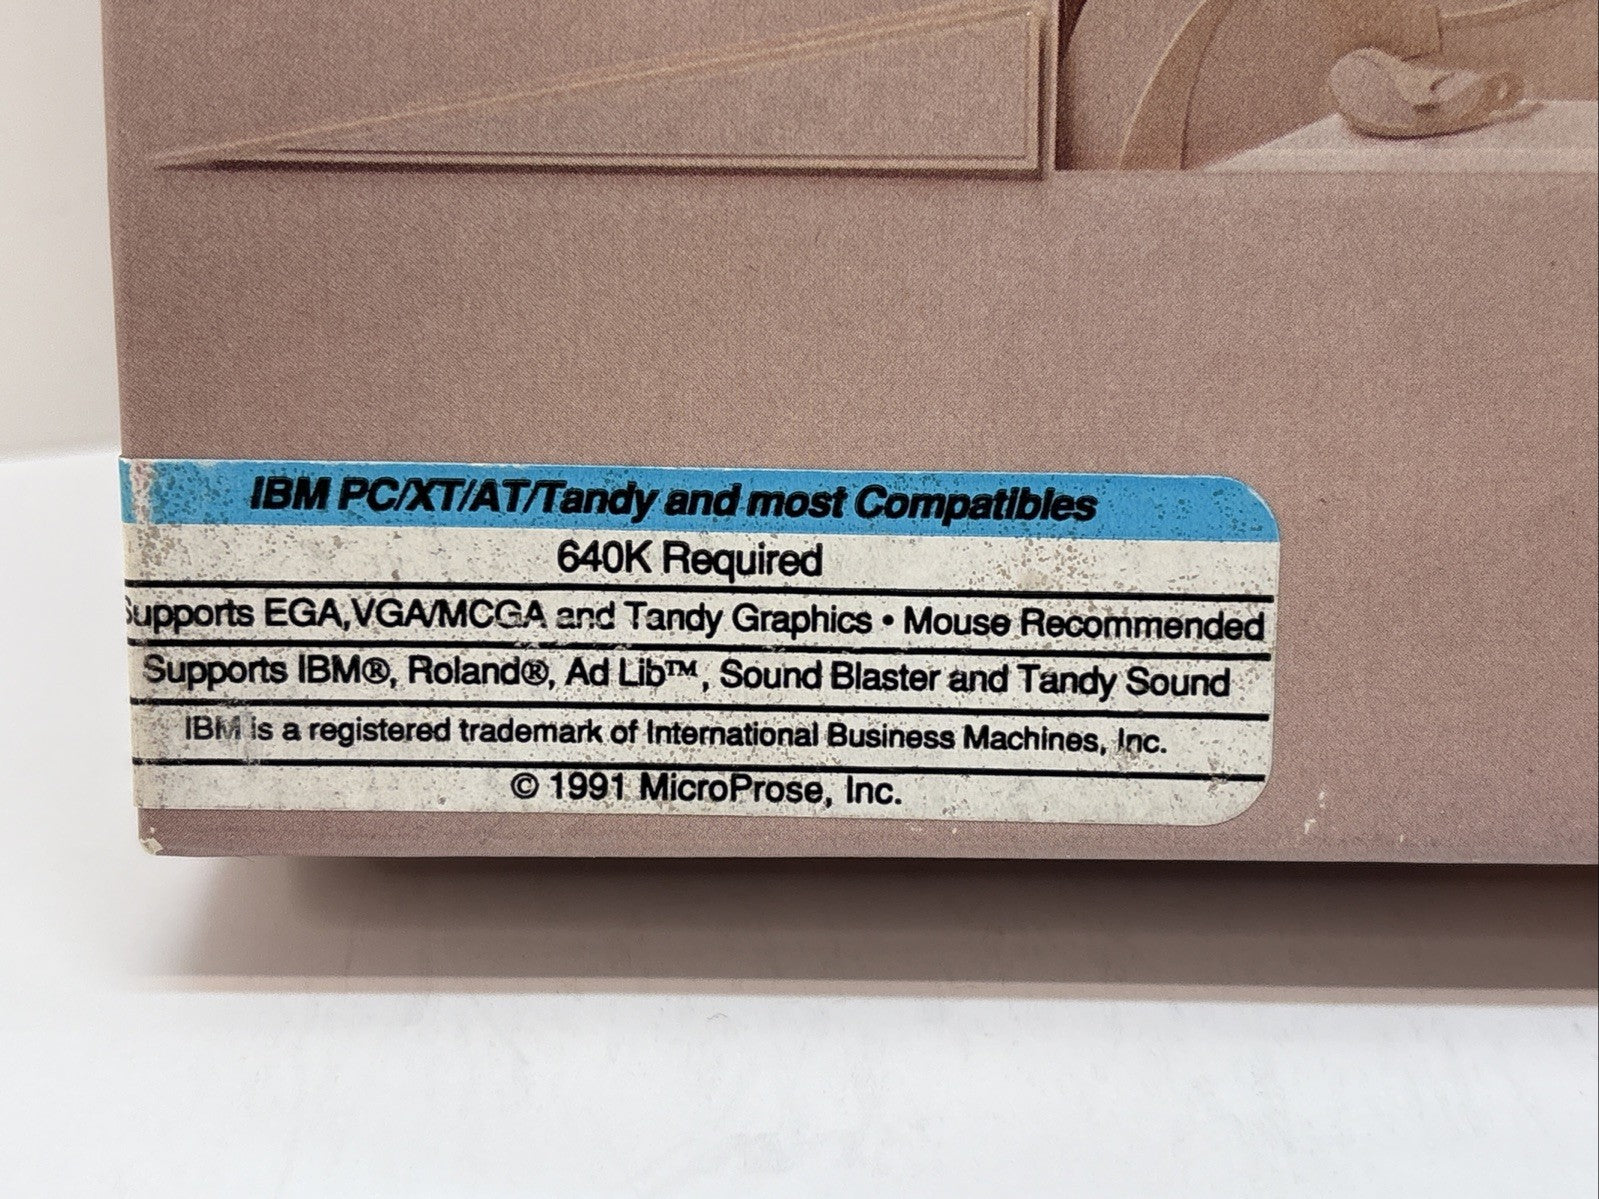 IBM PC/XT/AT/Tandy and most Compatibles
640K Required
Supports EGA,VGA/MCGA and Tandy Graphics • Mouse Recommended
Supports IBM®, Roland®, Ad Lib™, Sound Blaster and Tandy Sound
IBM is a registered trademark of International Business Machines, Inc.
© 1991 MicroProse, Inc.